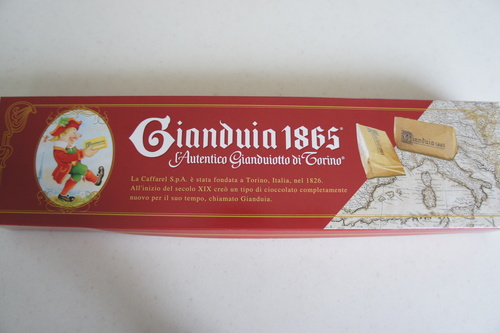 Gianduia 1865®
l'Autentico Gianduiotto di Torino®
La Caffarel S.p.A. è stata fondata a Torino, Italia, nel 1826.
All'inizio del secolo XIX creò un tipo di cioccolato completamente
nuovo per il suo tempo, chiamato Gianduia.